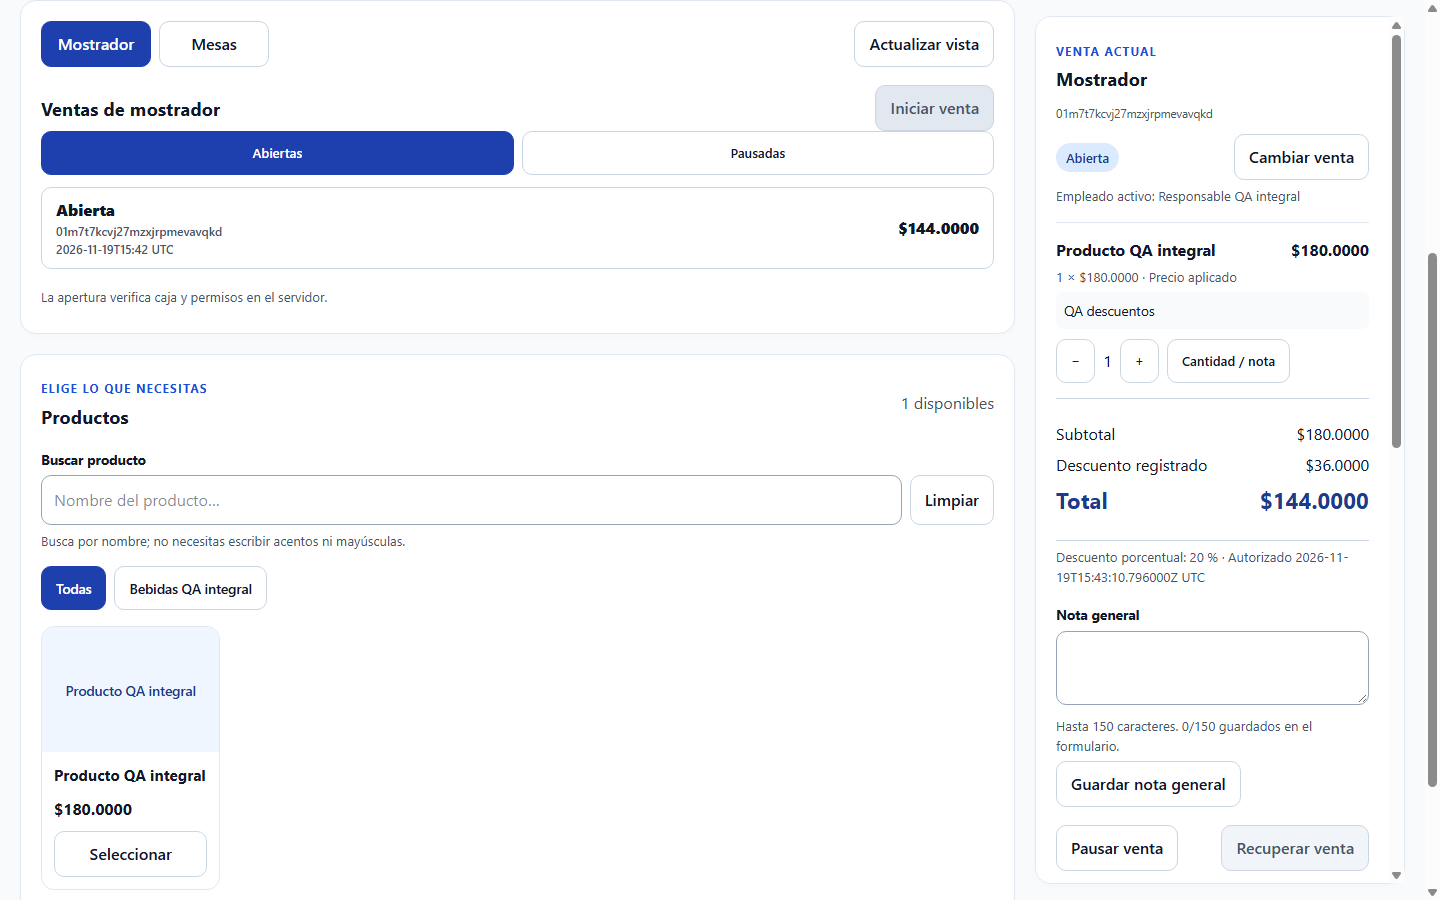 Mostrador
Mesas
Actualizar vista
Ventas de mostrador
Iniciar venta
Abiertas
Pausadas
Abierta
01m7t7kcvj27mzxjrpmevavqkd
2026-11-19T15:42 UTC
$144.0000
La apertura verifica caja y permisos en el servidor.
ELIGE LO QUE NECESITAS
Productos
1 disponibles
Buscar producto
Nombre del producto...
Limpiar
Busca por nombre; no necesitas escribir acentos ni mayúsculas.
Todas
Bebidas QA integral
Producto QA integral
Producto QA integral
$180.0000
Seleccionar
VENTA ACTUAL
Mostrador
01m7t7kcvj27mzxjrpmevavqkd
Abierta
Cambiar venta
Empleado activo: Responsable QA integral
Producto QA integral
$180.0000
1 × $180.0000 · Precio aplicado
QA descuentos
−
1
+
Cantidad / nota
Subtotal
$180.0000
Descuento registrado
$36.0000
Total
$144.0000
Descuento porcentual: 20 % · Autorizado 2026-11-
19T15:43:10.796000Z UTC
Nota general
Hasta 150 caracteres. 0/150 guardados en el
formulario.
Guardar nota general
Pausar venta
Recuperar venta